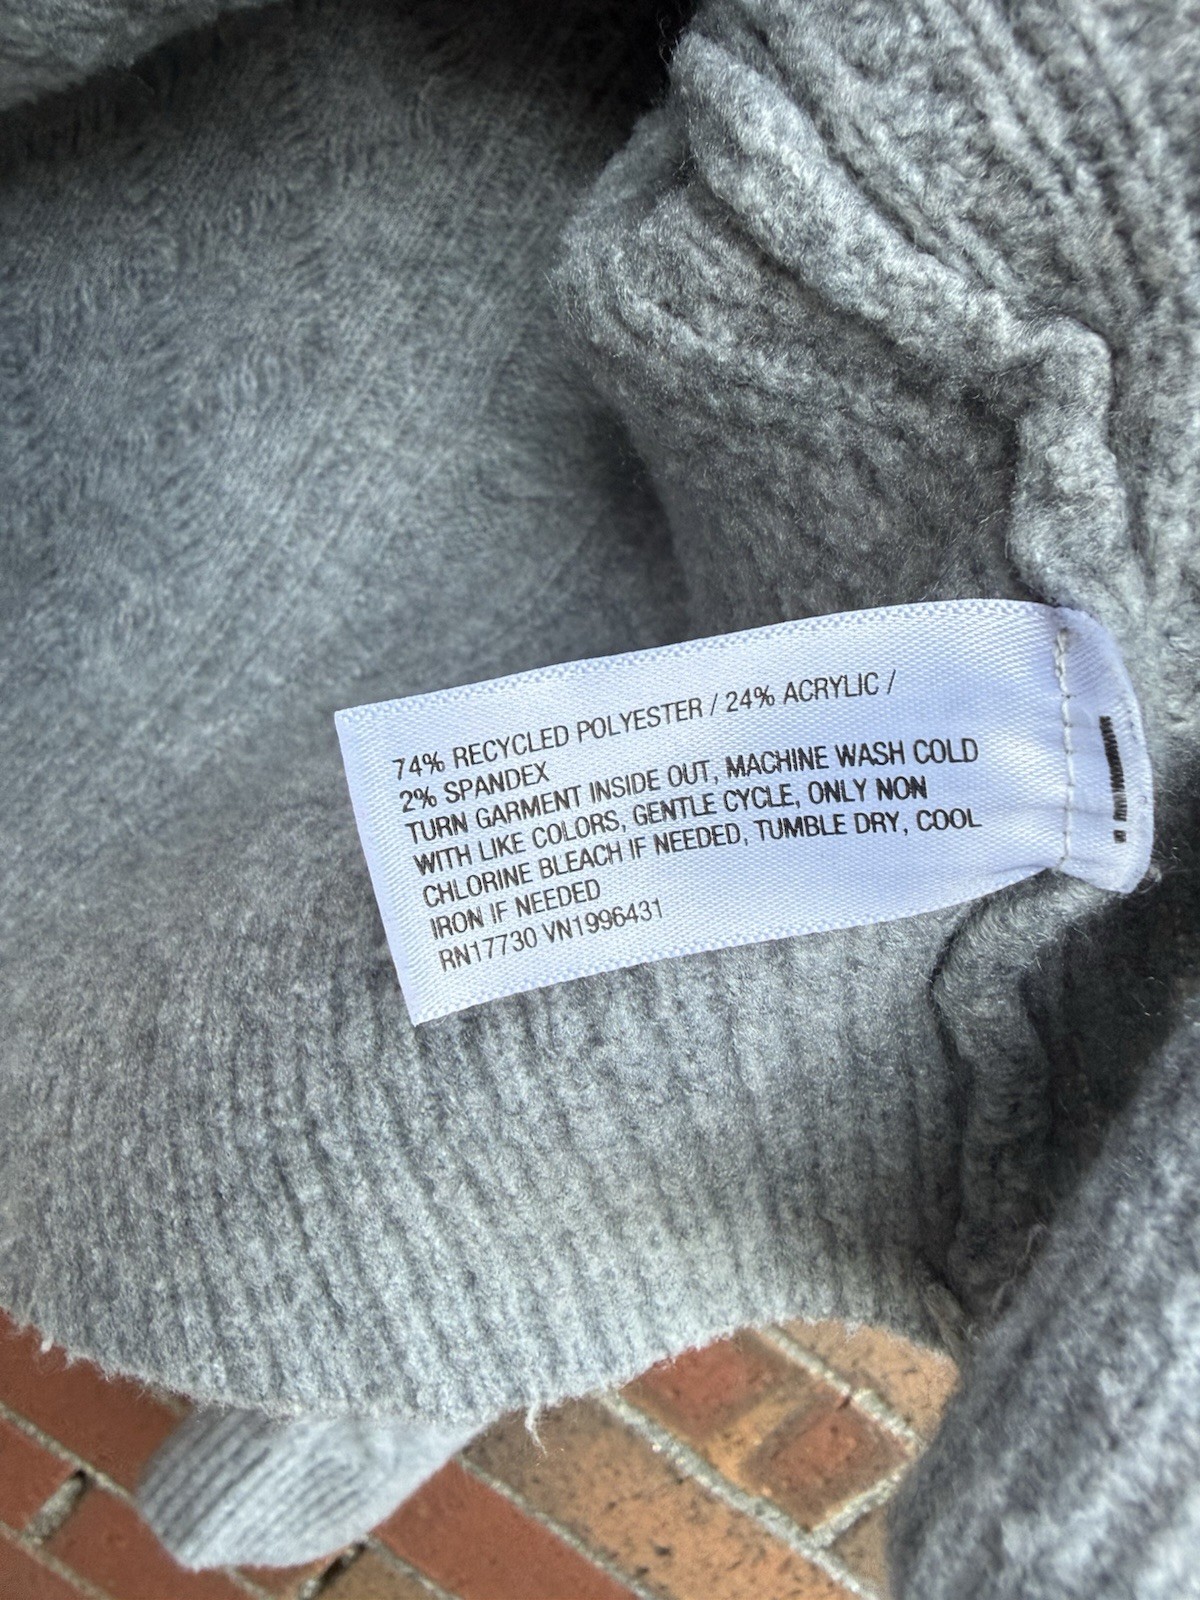 74% RECYCLED POLYESTER / 24% ACRYLIC /
2% SPANDEX
TURN GARMENT INSIDE OUT, MACHINE WASH COLD
WITH LIKE COLORS, GENTLE CYCLE, ONLY NON
CHLORINE BLEACH IF NEEDED, TUMBLE DRY, COOL
IRON IF NEEDED
RN17730 VN1996431